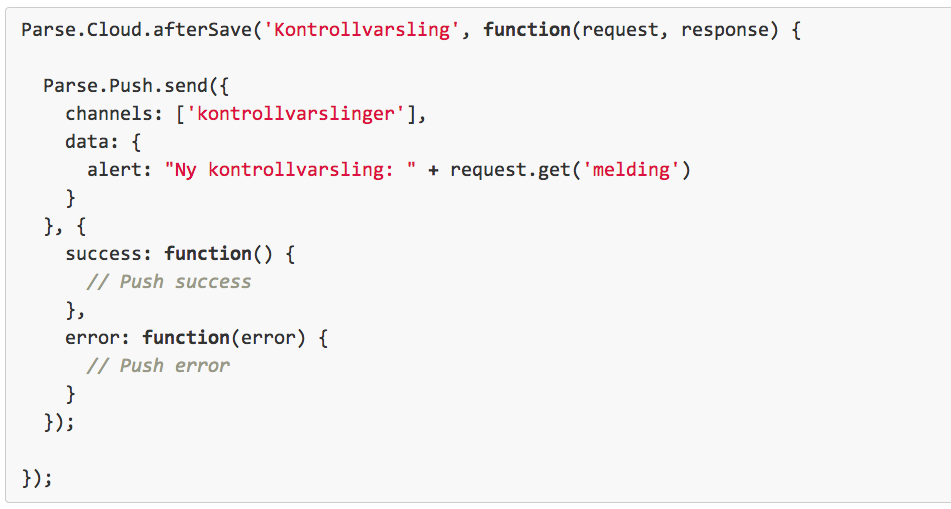 Parse.Cloud.afterSave('Kontrollvarsling', function(request, response) {
Parse.Push.send({
channels: ['kontrollvarslinger'],
data: {
alert: "Ny kontrollvarsling: " + request.get('melding')
}
}, {
success: function() {
// Push success
},
error: function(error) {
// Push error
}
});
});